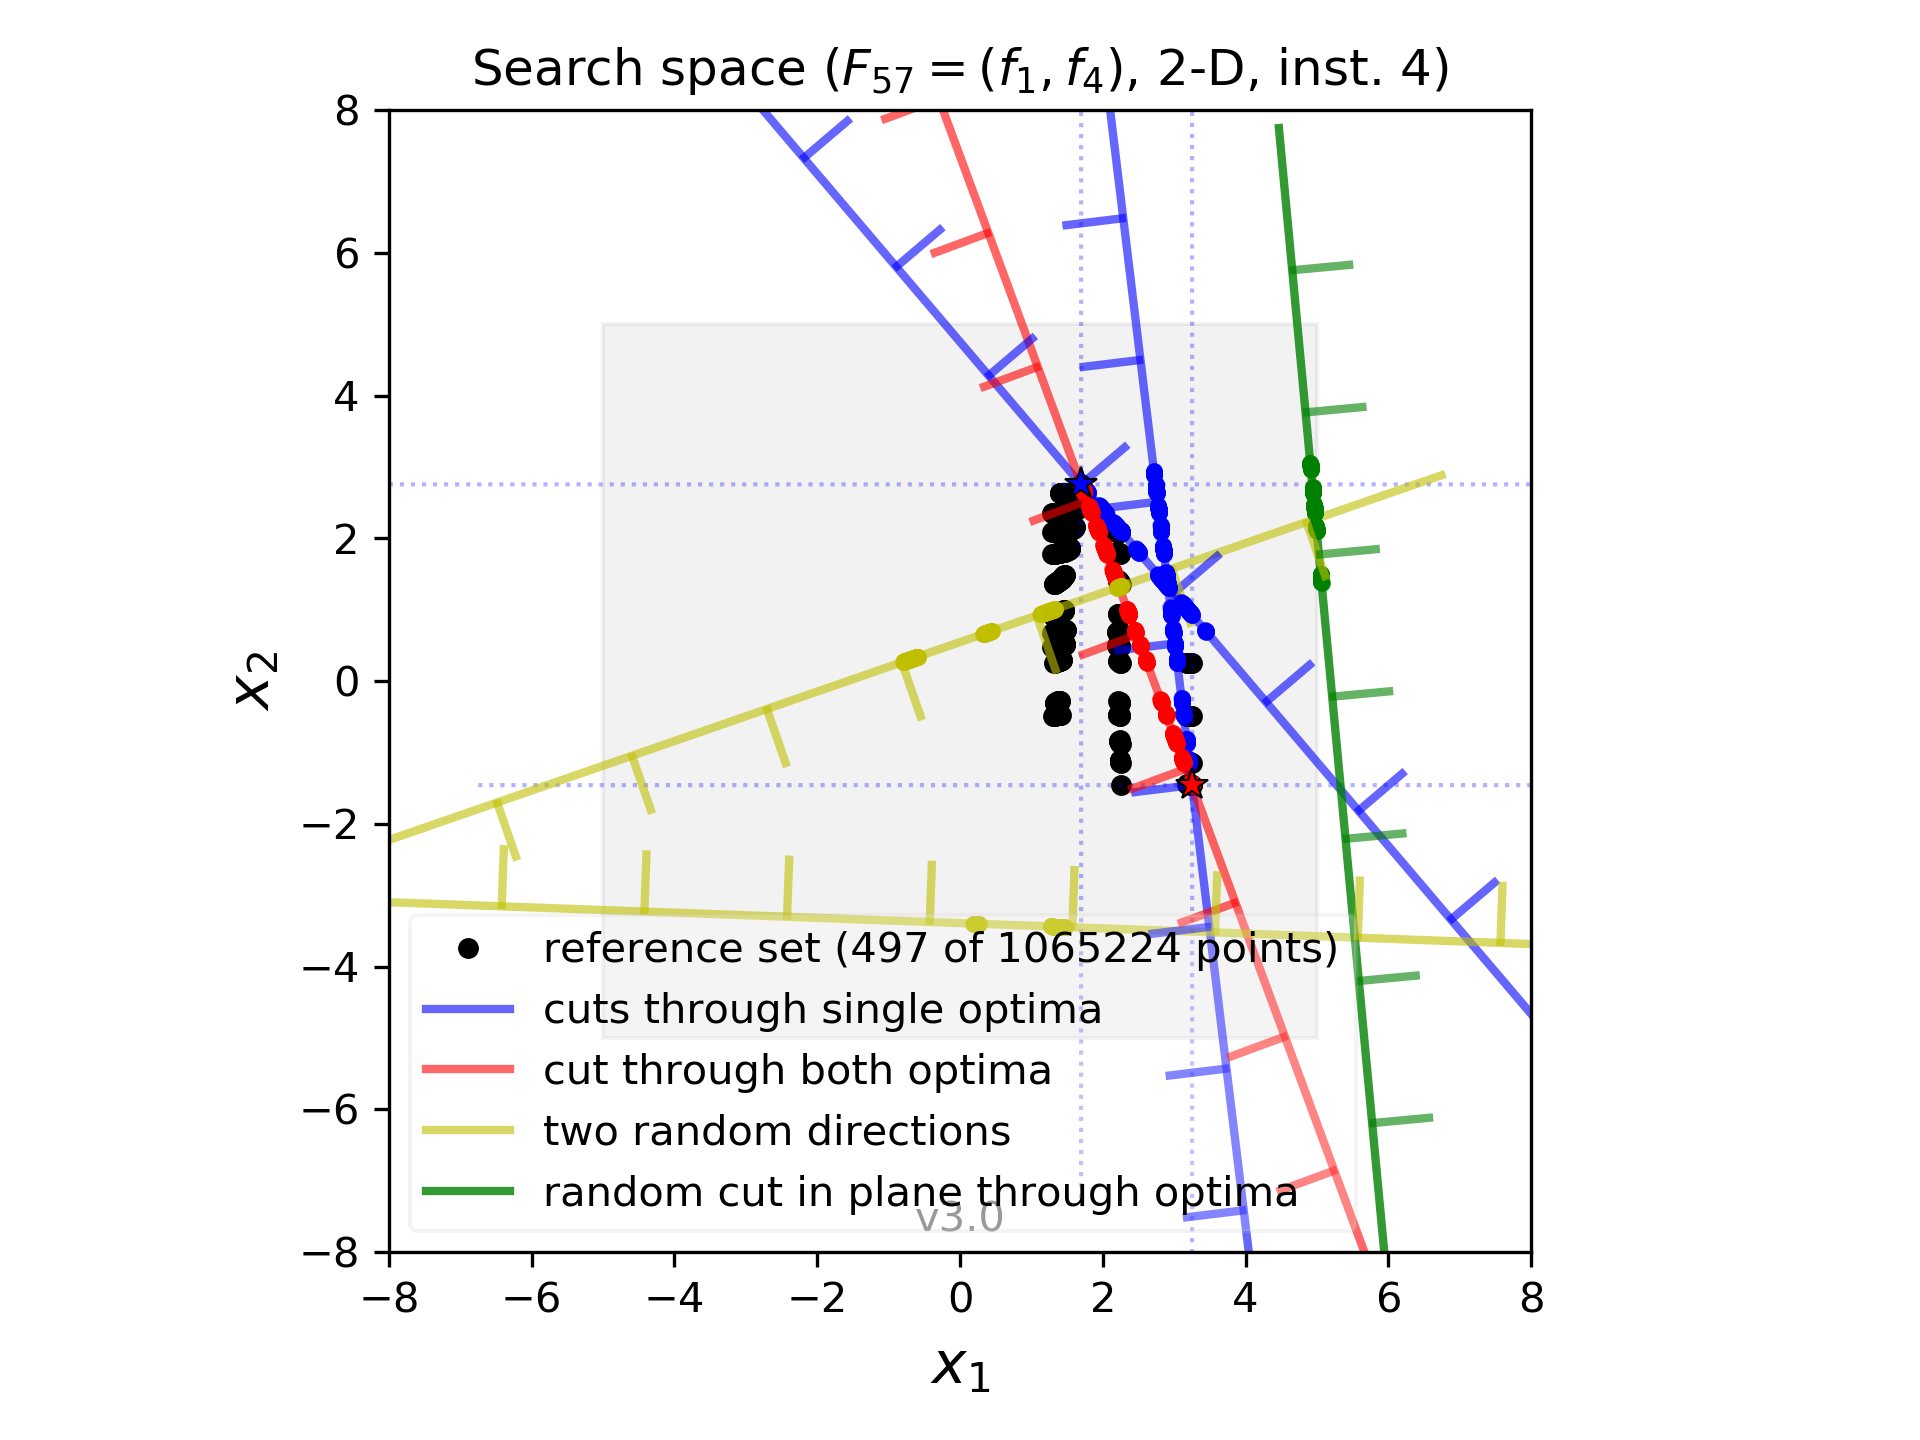 Search space (F57 = (f1, f4), 2-D, inst. 4)
8
6
4
2
0
−2
−4
−6
−8
x2
reference set (497 of 1065224 points)
cuts through single optima
cut through both optima
two random directions
random cut in plane through optima
v3.0
−8 −6 −4 −2 0 2 4 6 8
x1